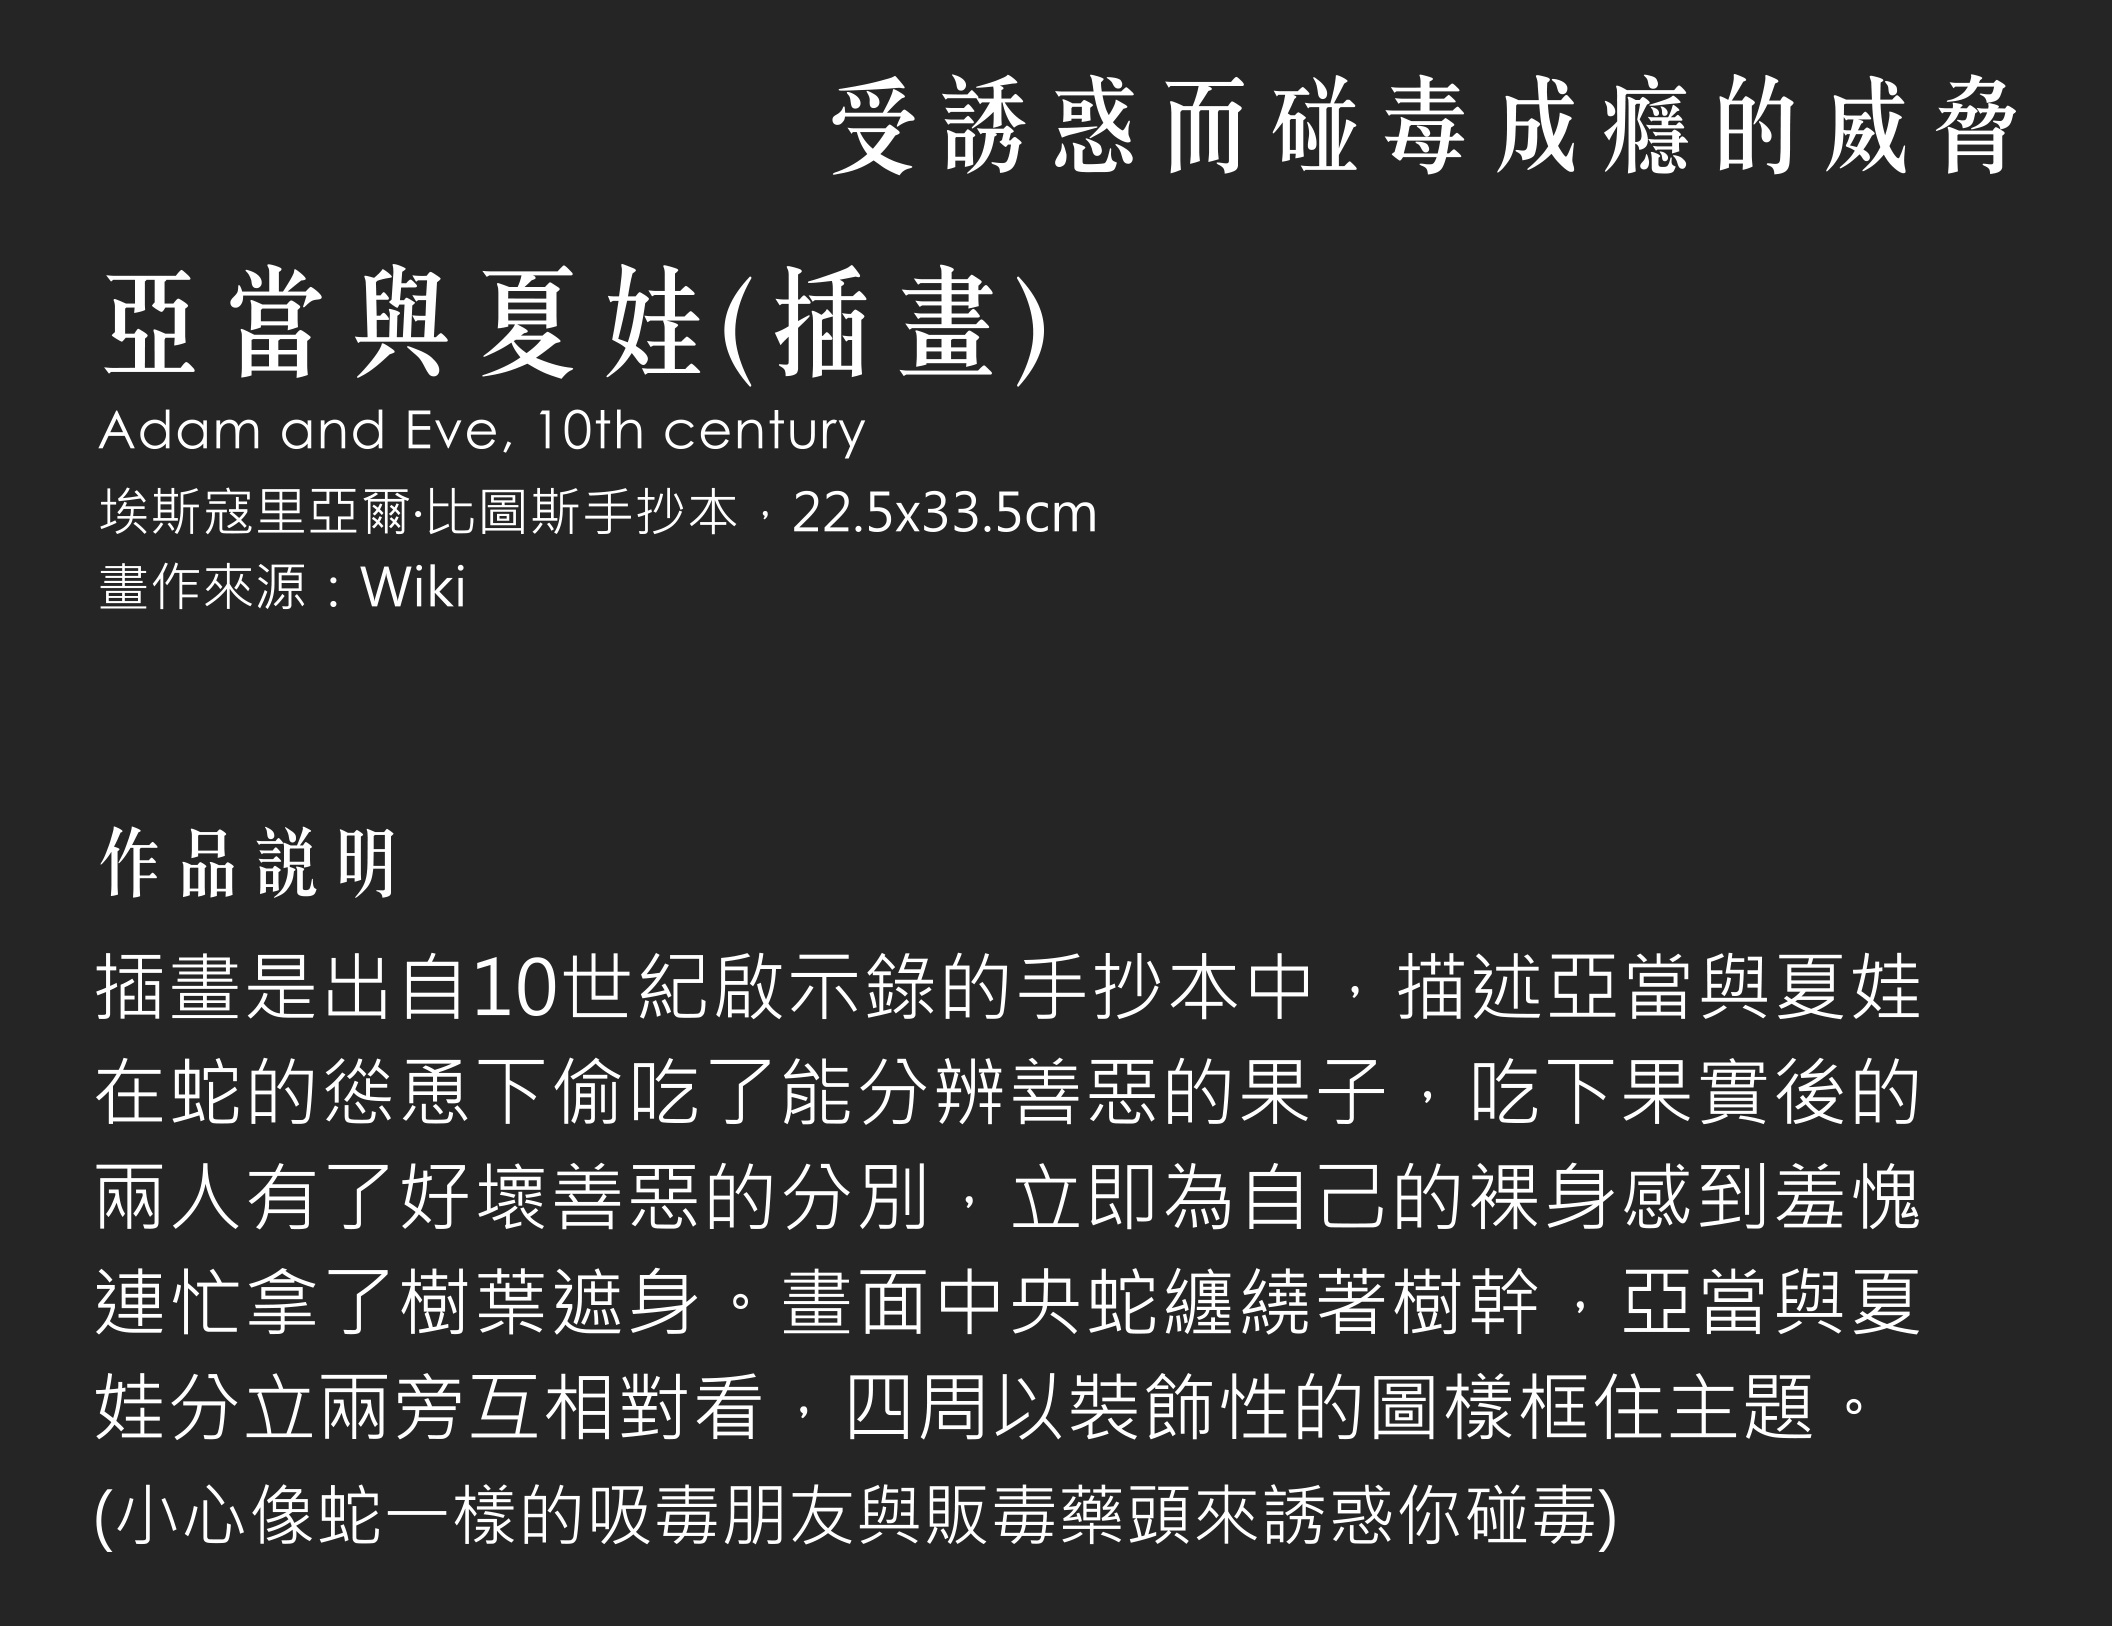 受誘惑而碰毒成癮的威脅
亞當與夏娃(插畫)
Adam and Eve, 10th century
埃斯寇里亞爾·比圖斯手抄本，22.5x33.5cm
畫作來源：Wiki
作品說明
插畫是出自10世紀啟示錄的手抄本中，描述亞當與夏娃
在蛇的慫恿下偷吃了能分辨善惡的果子，吃下果實後的
兩人有了好壞善惡的分別，立即為自己的裸身感到羞愧
連忙拿了樹葉遮身。畫面中央蛇纏繞著樹幹，亞當與夏
娃分立兩旁互相對看，四周以裝飾性的圖樣框住主題。
(小心像蛇一樣的吸毒朋友與販毒藥頭來誘惑你碰毒)